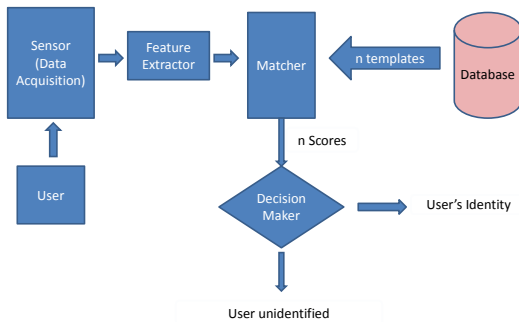 Sensor
(Data
Acquisition)
Feature
Extractor
Matcher
n templates
Database
n Scores
User
Decision
Maker
User's Identity
User unidentified